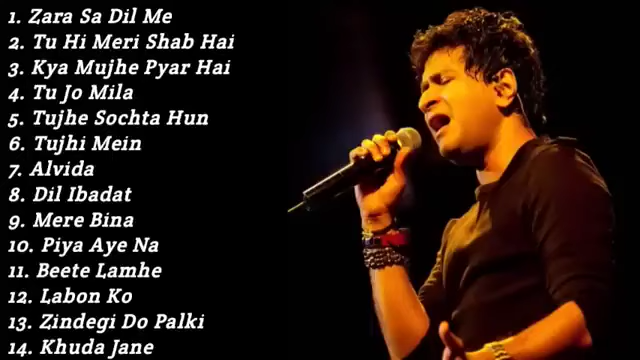 1. Zara Sa Dil Me
2. Tu Hi Meri Shab Hai
3. Kya Mujhe Pyar Hai
4. Tu Jo Mila
5. Tujhe Sochta Hun
6. Tujhi Mein
7. Alvida
8. Dil Ibadat
9. Mere Bina
10. Piya Aye Na
11. Beete Lamhe
12. Labon Ko
13. Zindegi Do Palki
14. Khuda Jane